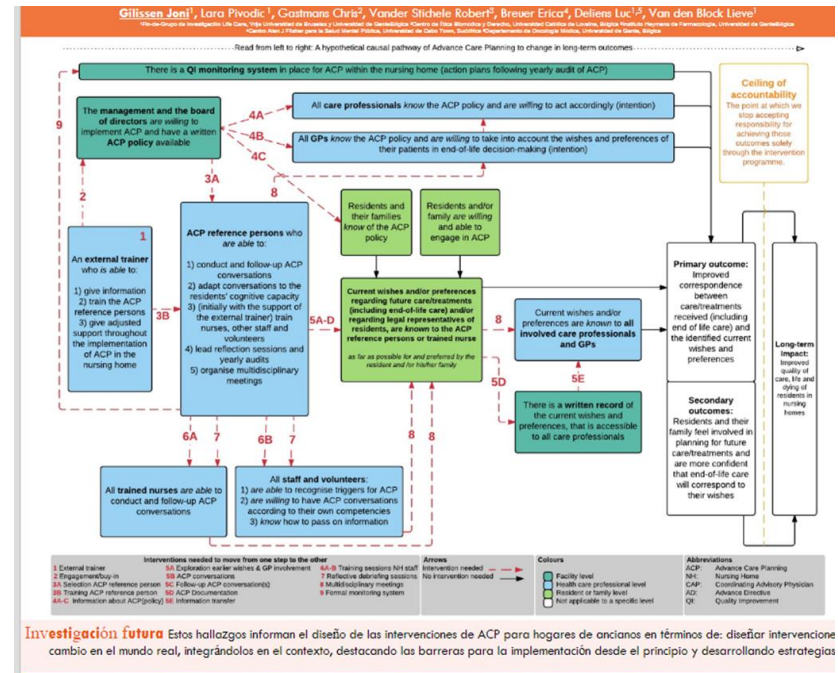 Gilissen Joni¹, Lara Pivodic¹, Gastmans Chris², Vander Stichele Robert³, Breuer Erica⁴, Deliens Luc¹,⁵, Van den Block Lieve¹
Read from left to right: A hypothetical causal pathway of Advance Care Planning to change in long-term outcomes
There is a QI monitoring system in place for ACP within the nursing home (action plans following yearly audit of ACP)
Ceiling of
accountability
The point at which we
stop accepting
responsibility for
achieving those
outcomes solely
through the intervention
programme.
9
The management and the board
of directors are willing to
implement ACP and have a written
ACP policy available
4A
4B
4C
All care professionals know the ACP policy and are willing to act accordingly (intention)
All GPs know the ACP policy and are willing to take into account the wishes and preferences of
their patients in end-of-life decision-making (intention)
2
3A
8
Residents and
their families
know of the ACP
policy
Residents and/or
family are willing
and able to
engage in ACP
1
An external trainer
who is able to:
1) give information
2) train the ACP
reference persons
3) give adjusted
support throughout
the implementation
of ACP in the
nursing home
3B
ACP reference persons who
are able to:
1) conduct and follow-up ACP
conversations
2) adapt conversations to the
residents' cognitive capacity
3) (initially with the support of
the external trainer) train
nurses, other staff and
volunteers
4) lead reflection sessions and
yearly audits
5) organise multidisciplinary
meetings
5A-D
Current wishes and/or preferences
regarding future care/treatments
(including end-of-life care) and/or
regarding legal representatives of
residents, are known to the ACP
reference persons or trained nurse
as far as possible for and preferred by the
resident and/or his/her family
8
Current wishes and/or
preferences are known to all
involved care professionals
and GPs
5D
5E
There is a written record of
the current wishes and
preferences, that is accessible
to all care professionals
Primary outcome:
Improved
correspondence
between
care/treatments
received (including
end of life care) and
the identified current
wishes and
preferences
Secondary
outcomes:
Residents and their
family feel involved in
planning for future
care/treatments and
are more confident
that end-of-life care
will correspond to
their wishes
Long-term
impact:
Improved
quality of
care, life and
dying of
residents in
nursing
homes
6A
7
6B
7
8
8
All trained nurses are able to
conduct and follow-up ACP
conversations
All staff and volunteers:
1) are able to recognise triggers for ACP
2) are willing to have ACP conversations
according to their own competencies
3) know how to pass on information
Interventions needed to move from one step to the other
1 External trainer
2 Engagement/buy-in
3A Selection ACP reference person
3B Training ACP reference person
4A-C Information about ACP(policy)
5A Exploration earlier wishes & GP involvement
5B ACP conversations
5C Follow-up ACP conversation(s)
5D ACP Documentation
5E Information transfer
6A-B Training sessions NH staff
7 Reflective debriefing sessions
8 Multidisciplinary meetings
9 Formal monitoring system
Arrows
Intervention needed
No intervention needed
Colours
Facility level
Health care professional level
Resident or family level
Not applicable to a specific level
Abbreviations
ACP: Advance Care Planning
NH: Nursing Home
CAP: Coordinating Advisory Physician
AD: Advance Directive
QI: Quality Improvement
Investigación futura Estos hallazgos informan el diseño de las intervenciones de ACP para hogares de ancianos en términos de: diseñar intervencione
cambio en el mundo real, integrándolos en el contexto, destacando las barreras para la implementación desde el principio y desarrollando estrategias